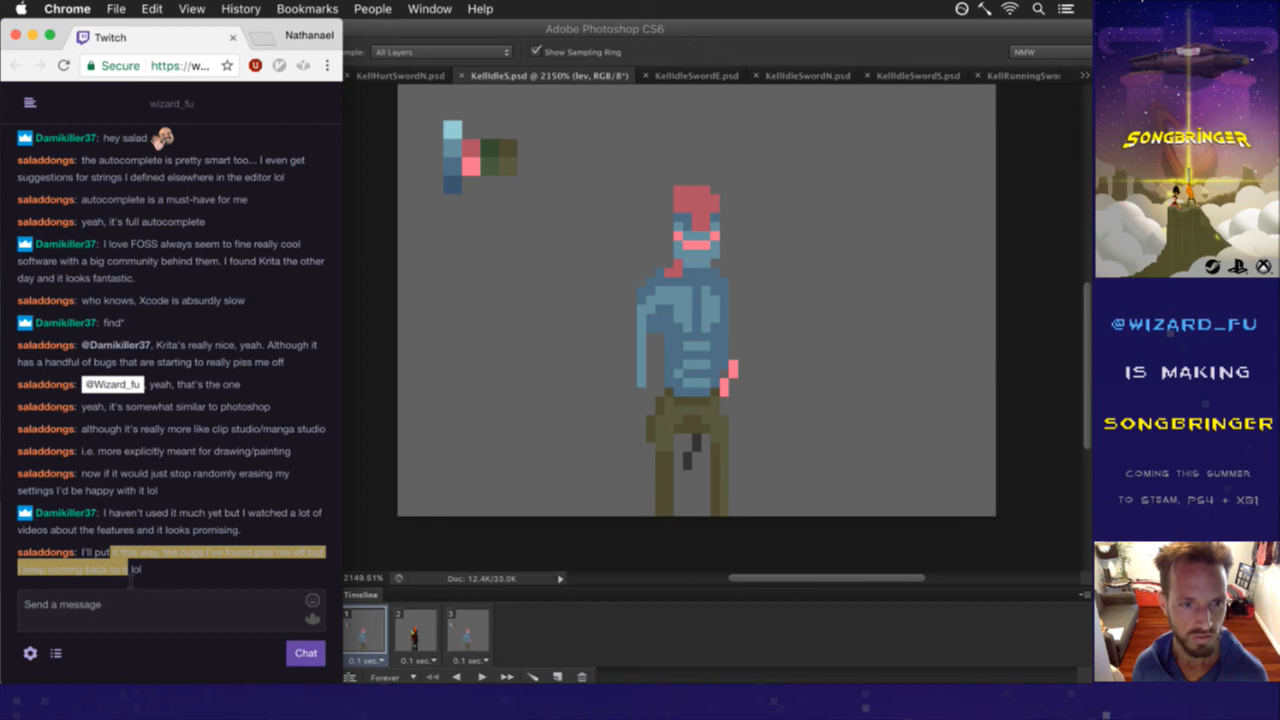 Chrome File Edit View History Bookmarks People Window Help
Adobe Photoshop CS6
Twitch
Nathanael
All Layers
Show Sampling Ring
NMW
Secure https://w...
KellHurtSwordN.psd
KellIdleS.psd @ 2150% (lev, RGB/8*)
KellIdleSwordE.psd
KellIdleSwordN.psd
KellIdleSwordS.psd
KellRunningSwo
wizard_fu
Damikiller37: hey salad
saladdongs: the autocomplete is pretty smart too... I even get
suggestions for strings I defined elsewhere in the editor lol
saladdongs: autocomplete is a must-have for me
saladdongs: yeah, it's full autocomplete
Damikiller37: I love FOSS always seem to fine really cool
software with a big community behind them. I found Krita the other
day and it looks fantastic.
saladdongs: who knows, Xcode is absurdly slow
Damikiller37: find*
saladdongs: @Damikiller37, Krita's really nice, yeah. Although it
has a handful of bugs that are starting to really piss me off
saladdongs: @Wizard_fu, yeah, that's the one
saladdongs: yeah, it's somewhat similar to photoshop
saladdongs: although it's really more like clip studio/manga studio
saladdongs: i.e. more explicitly meant for drawing/painting
saladdongs: now if it would just stop randomly erasing my
settings I'd be happy with it lol
Damikiller37: I haven't used it much yet but I watched a lot of
videos about the features and it looks promising.
saladdongs: I'll put it this way, the bugs I've found piss me off but
I keep coming back to it lol
Send a message
Chat
2149.51%
Doc: 12.4K/33.0K
Timeline
1 2 3
0.1 sec. 0.1 sec. 0.1 sec.
Forever
SONGBRINGER
@WIZARD_FU
IS MAKING
SONGBRINGER
COMING THIS SUMMER
TO STEAM, PS4 + XB1